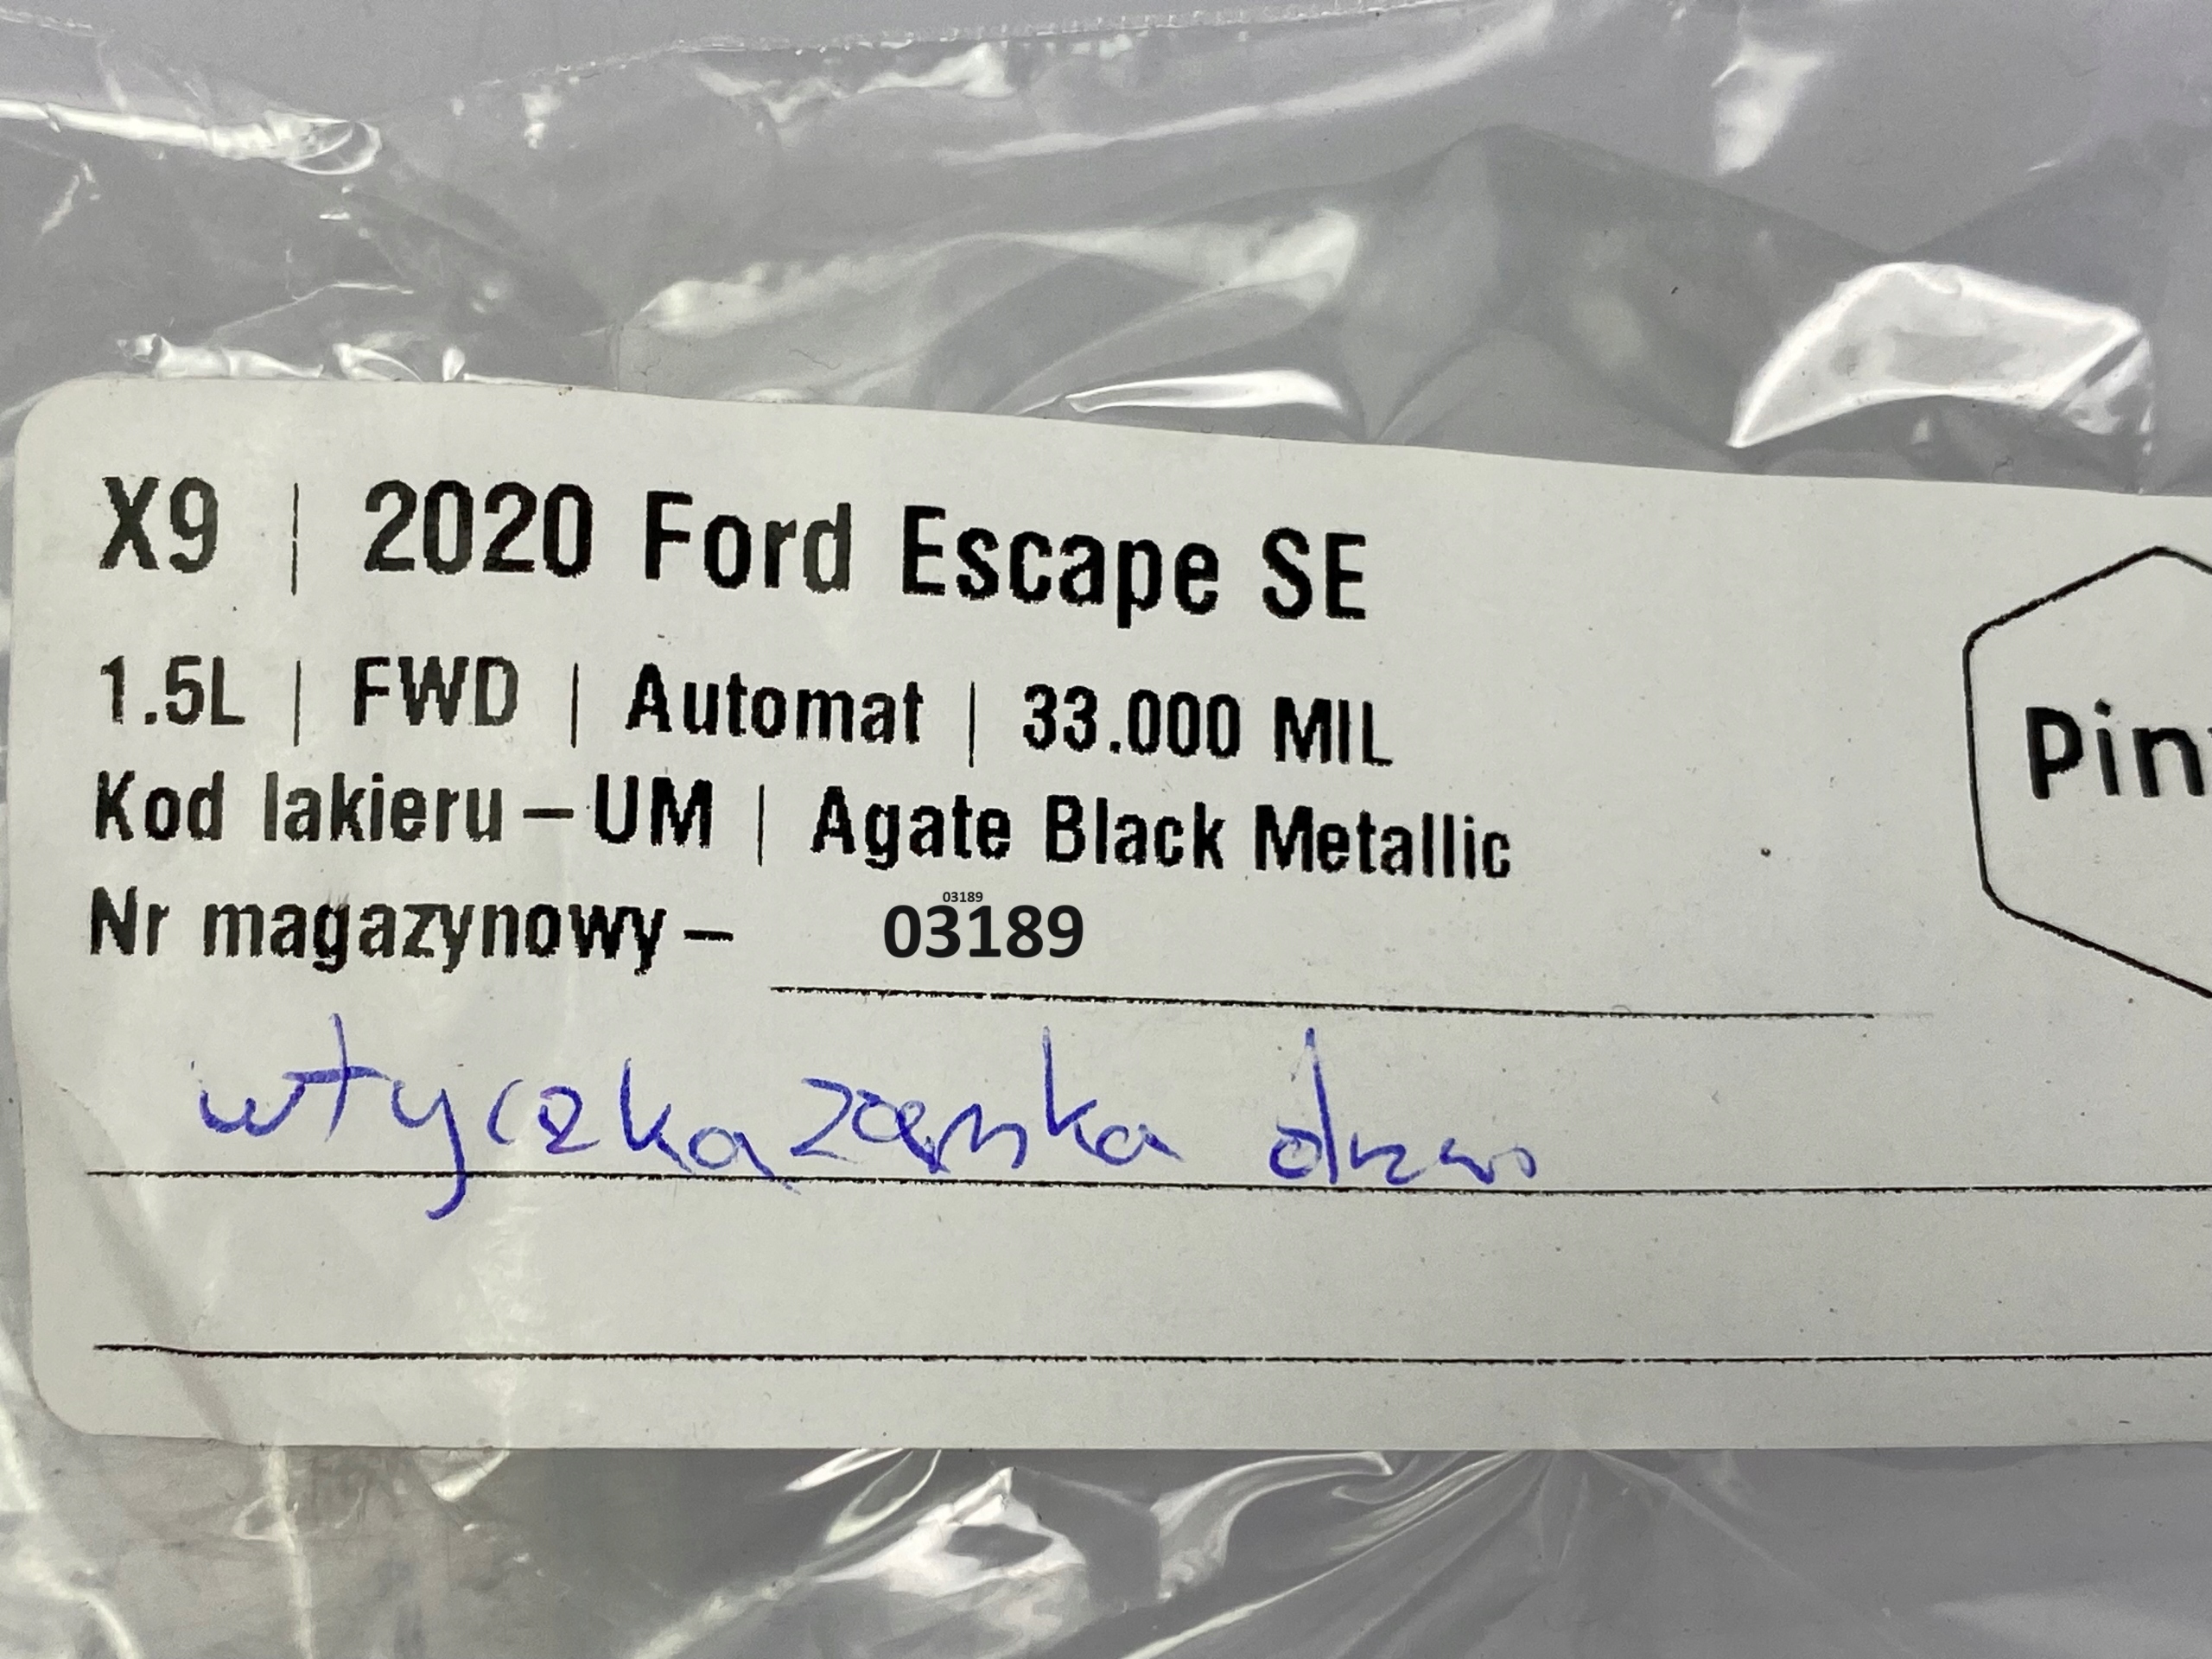 X9 | 2020 Ford Escape SE
1.5L | FWD | Automat | 33.000 MIL
Kod lakieru – UM | Agate Black Metallic
03189
Nr magazynowy – 03189
wtyczka zamka drzwi
Pin